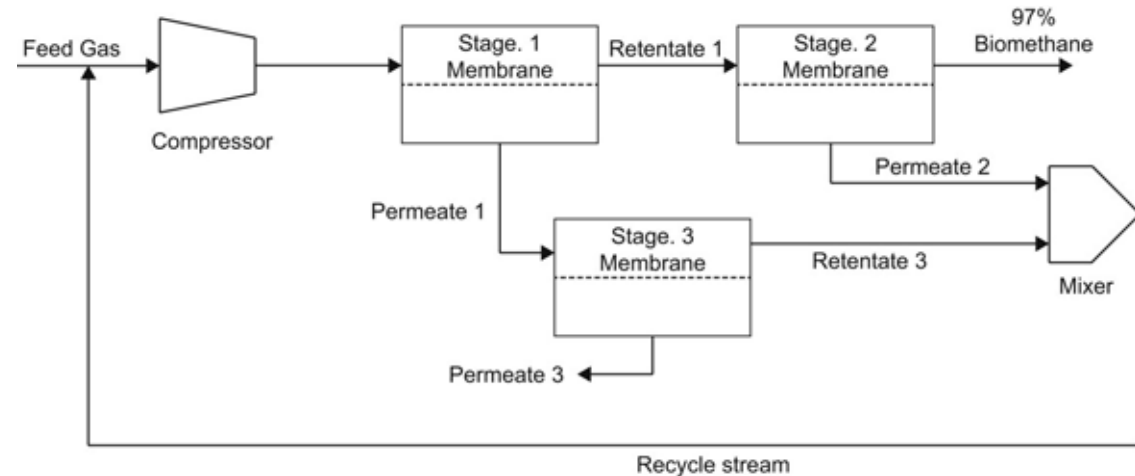 Feed Gas
Compressor
Stage. 1
Membrane
Retentate 1
Stage. 2
Membrane
97%
Biomethane
Permeate 2
Permeate 1
Stage. 3
Membrane
Retentate 3
Mixer
Permeate 3
Recycle stream